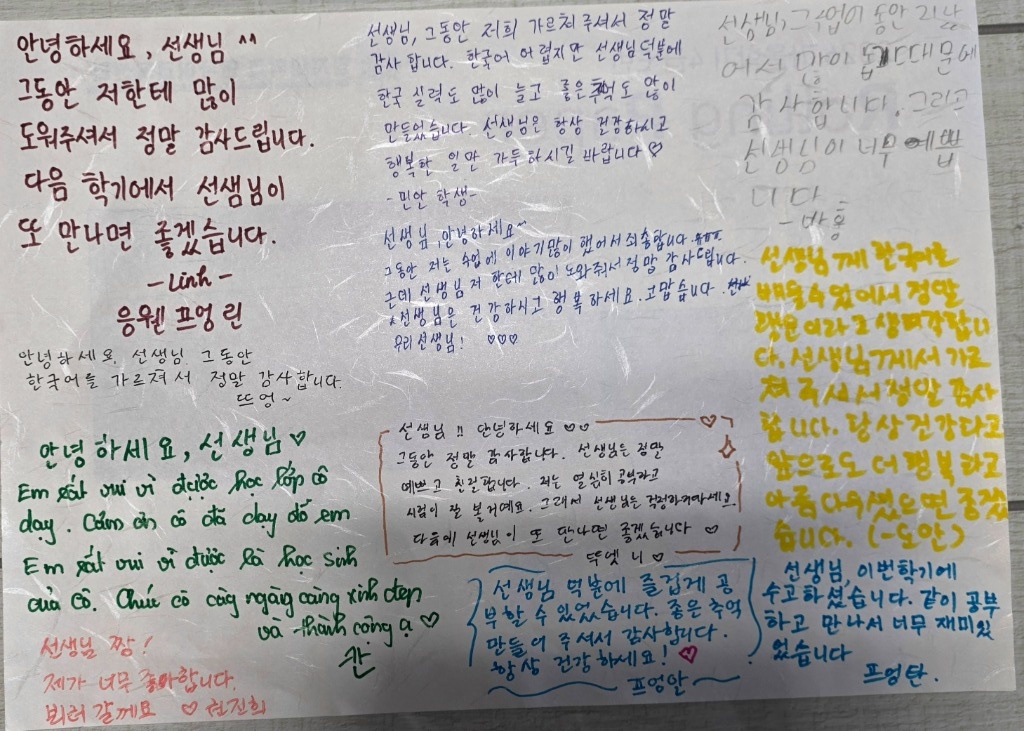 안녕하세요, 선생님 ^^
그동안 저한테 많이
도워주셔서 정말 감사드립니다.
다음 학기에서 선샘님이
또 만나면 좋겠습니다.
- Linh -
응웬 프엉 린
안녕하세요. 선생님. 그동안
한국어를 가르쳐서 정말 감사합니다.
뜨엉~
안녕하세요, 선생님 ♡
Em rất vui vì được học lớp cô
dạy. Cảm ơn cô đã dạy dỗ em
Em rất vui vì được là học sinh
của cô. Chúc cô càng ngày càng xinh đẹp
và thành công ạ ♡
칸
선생님 짱!
제가 너무 좋아합니다.
빌러 갈께요 ♡ 진희
선생님, 그동안 저희 가르쳐주셔서 정말
감사 합니다. 한국어 어렵지만 선생님덕분에
한국 실력도 많이 늘고 좋은 추억도 많이
만들었습니다. 선생님은 항상 건강하시고
행복한 일만 가득하시길 바랍니다 ♡
- 민안 학생 -
선생님, 안녕하세요~
그동안 저는 수업에 이야기많이 했어서 죄송합니다. ㅠㅠㅠ.
근데 선생님 저 한테 많이 도와줘서 정말 감사드립니다.
선생님은 건강하시고 행복하세요. 고맙습니다.
우리 선생님! ♡♡♡
선생님!! 안녕하세요 ♡♡
그동안 정말 감사합니다. 선생님은 정말
예쁘고 친절합니다. 저는 열심히 공부하고
시험이 잘 볼거예요. 그래서 선생님은 걱정하지마세요.
다음에 선생님이 또 만나면 좋겠습니다 ♡
뚜엣 니 ♡
선생님 덕분에 즐겁게 공
부할 수 있었습니다. 좋은 추억
만들어 주셔서 감사합니다.
항상 건강하세요! ♡
프엉안
선생님, 그 수업이 동안 리낭
어서 많이 돕 때문에
감사합니다. 그리고
선생님이 너무 예쁩
니다
- 방홍
선생님께 한국어를
배울수 있어서 정말
행운이라고 생각합니
다. 선생님께서 가르
쳐 주셔서 정말 감사
합니다. 항상 건강하고
앞으로도 더 행복하고
아름다우셨으면 좋겠
습니다. (-도안)
선생님, 이번학기에
수고하셨습니다. 같이 공부
하고 만나서 너무 재미있
었습니다
프엉탄.